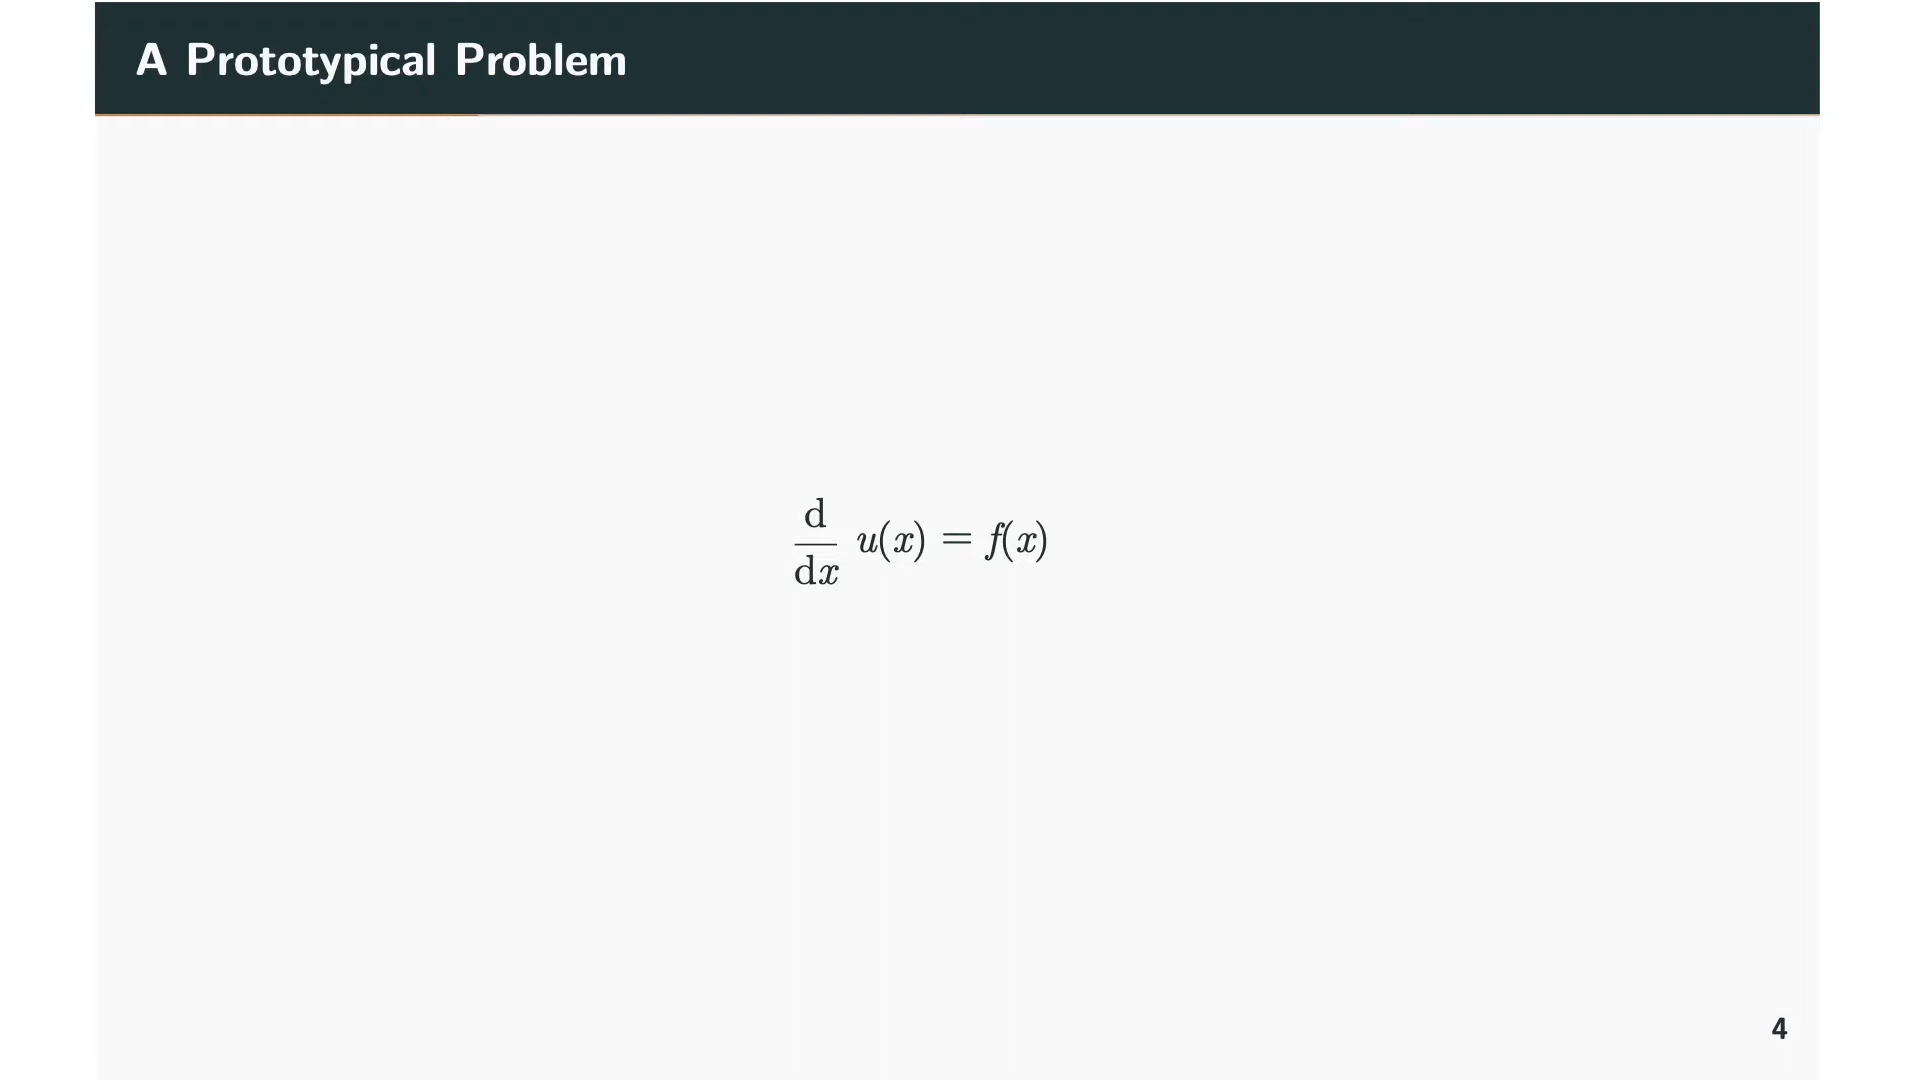 A Prototypical Problem
d/dx u(x) = f(x)
4